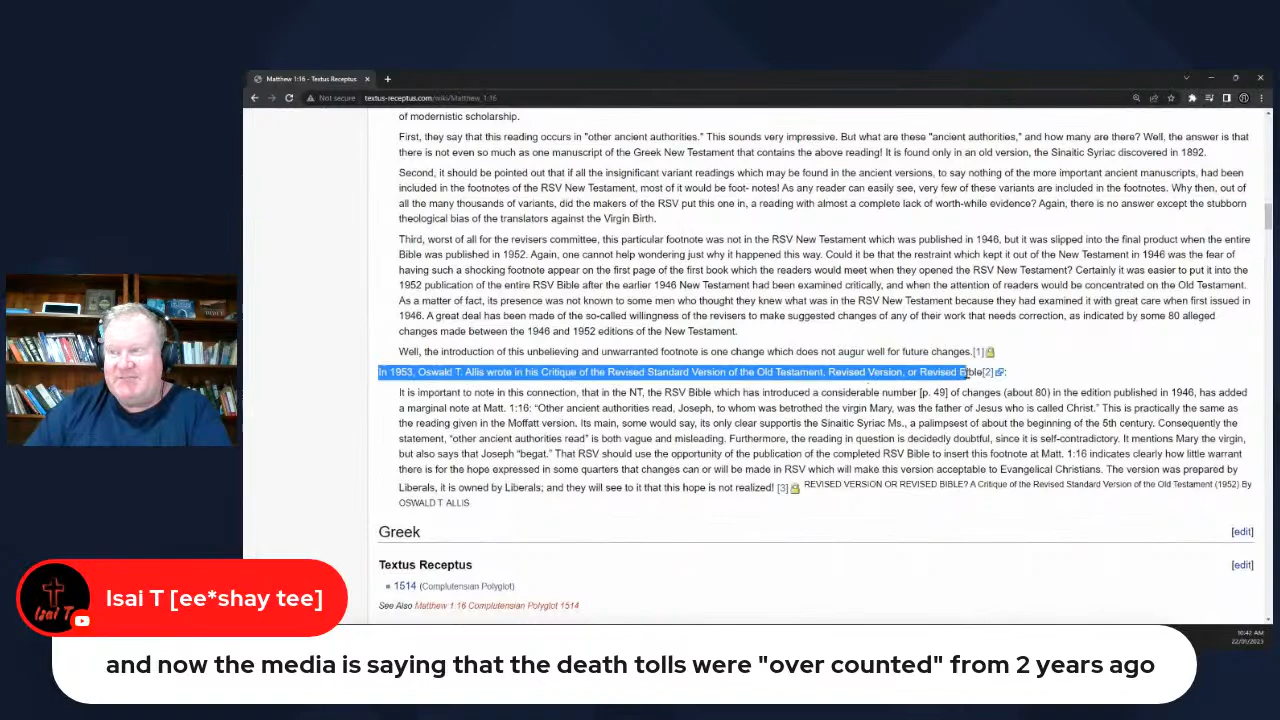 Matthew 1:16 - Textus Receptus
Not secure
textus-receptus.com/wiki/Matthew_1:16
of modernistic scholarship.
First, they say that this reading occurs in "other ancient authorities." This sounds very impressive. But what are these "ancient authorities," and how many are there? Well, the answer is that
there is not even so much as one manuscript of the Greek New Testament that contains the above reading! It is found only in an old version, the Sinaitic Syriac discovered in 1892.
Second, it should be pointed out that if all the insignificant variant readings which may be found in the ancient versions, to say nothing of the more important ancient manuscripts, had been
included in the footnotes of the RSV New Testament, most of it would be foot- notes! As any reader can easily see, very few of these variants are included in the footnotes. Why then, out of
all the many thousands of variants, did the makers of the RSV put this one in, a reading with almost a complete lack of worth-while evidence? Again, there is no answer except the stubborn
theological bias of the translators against the Virgin Birth.
Third, worst of all for the revisers committee, this particular footnote was not in the RSV New Testament which was published in 1946, but it was slipped into the final product when the entire
Bible was published in 1952. Again, one cannot help wondering just why it happened this way. Could it be that the restraint which kept it out of the New Testament in 1946 was the fear of
having such a shocking footnote appear on the first page of the first book which the readers would meet when they opened the RSV New Testament? Certainly it was easier to put it into the
1952 publication of the entire RSV Bible after the earlier 1946 New Testament had been examined critically, and when the attention of readers would be concentrated on the Old Testament.
As a matter of fact, its presence was not known to some men who thought they knew what was in the RSV New Testament because they had examined it with great care when first issued in
1946. A great deal has been made of the so-called willingness of the revisers to make suggested changes of any of their work that needs correction, as indicated by some 80 alleged
changes made between the 1946 and 1952 editions of the New Testament.
Well, the introduction of this unbelieving and unwarranted footnote is one change which does not augur well for future changes.[1]
In 1953, Oswald T. Allis wrote in his Critique of the Revised Standard Version of the Old Testament, Revised Version, or Revised Bible[2]:
It is important to note in this connection, that in the NT, the RSV Bible which has introduced a considerable number [p. 49] of changes (about 80) in the edition published in 1946, has added
a marginal note at Matt. 1:16: “Other ancient authorities read, Joseph, to whom was betrothed the virgin Mary, was the father of Jesus who is called Christ.” This is practically the same as
the reading given in the Moffatt version. Its main, some would say, its only clear supportis the Sinaitic Syriac Ms., a palimpsest of about the beginning of the 5th century. Consequently the
statement, “other ancient authorities read” is both vague and misleading. Furthermore, the reading in question is decidedly doubtful, since it is self-contradictory. It mentions Mary the virgin,
but also says that Joseph “begat.” That RSV should use the opportunity of the publication of the completed RSV Bible to insert this footnote at Matt. 1:16 indicates clearly how little warrant
there is for the hope expressed in some quarters that changes can or will be made in RSV which will make this version acceptable to Evangelical Christians. The version was prepared by
Liberals, it is owned by Liberals; and they will see to it that this hope is not realized! [3] REVISED VERSION OR REVISED BIBLE? A Critique of the Revised Standard Version of the Old Testament (1952) By
OSWALD T ALLIS
Greek [edit]
Textus Receptus [edit]
1514 (Complutensian Polyglot)
See Also Matthew 1:16 Complutensian Polyglot 1514
10:42 AM
22/01/2023
Isai T
Isai T [ee*shay tee]
and now the media is saying that the death tolls were "over counted" from 2 years ago